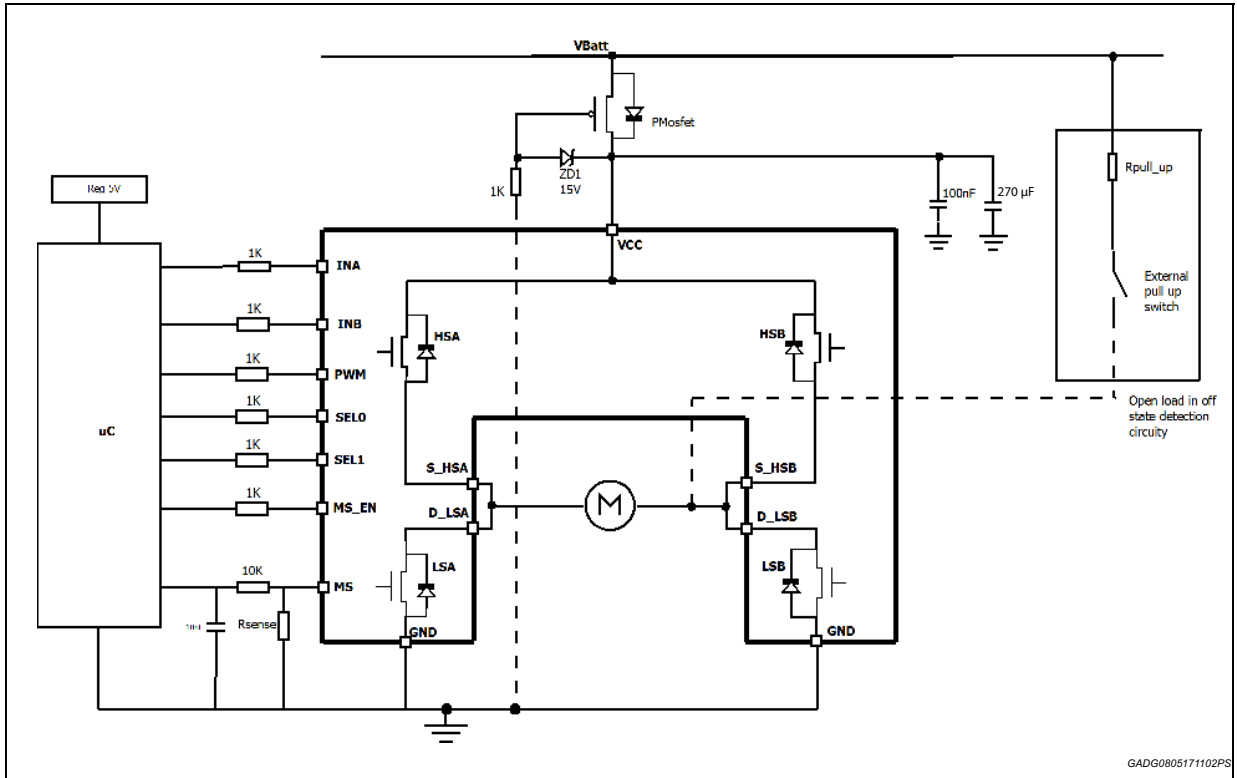 VBatt
PMosfet
ZD1
15V
1K
100nF
270 µF
Rpull_up
External
pull up
switch
Open load in off
state detection
circuity
Reg 5V
uC
1K
INA
1K
INB
1K
PWM
1K
SEL0
1K
SEL1
1K
MS_EN
10K
MS
Rsense
VCC
HSA
HSB
S_HSA
S_HSB
D_LSA
D_LSB
M
LSA
LSB
GND
GND
GADG0805171102PS